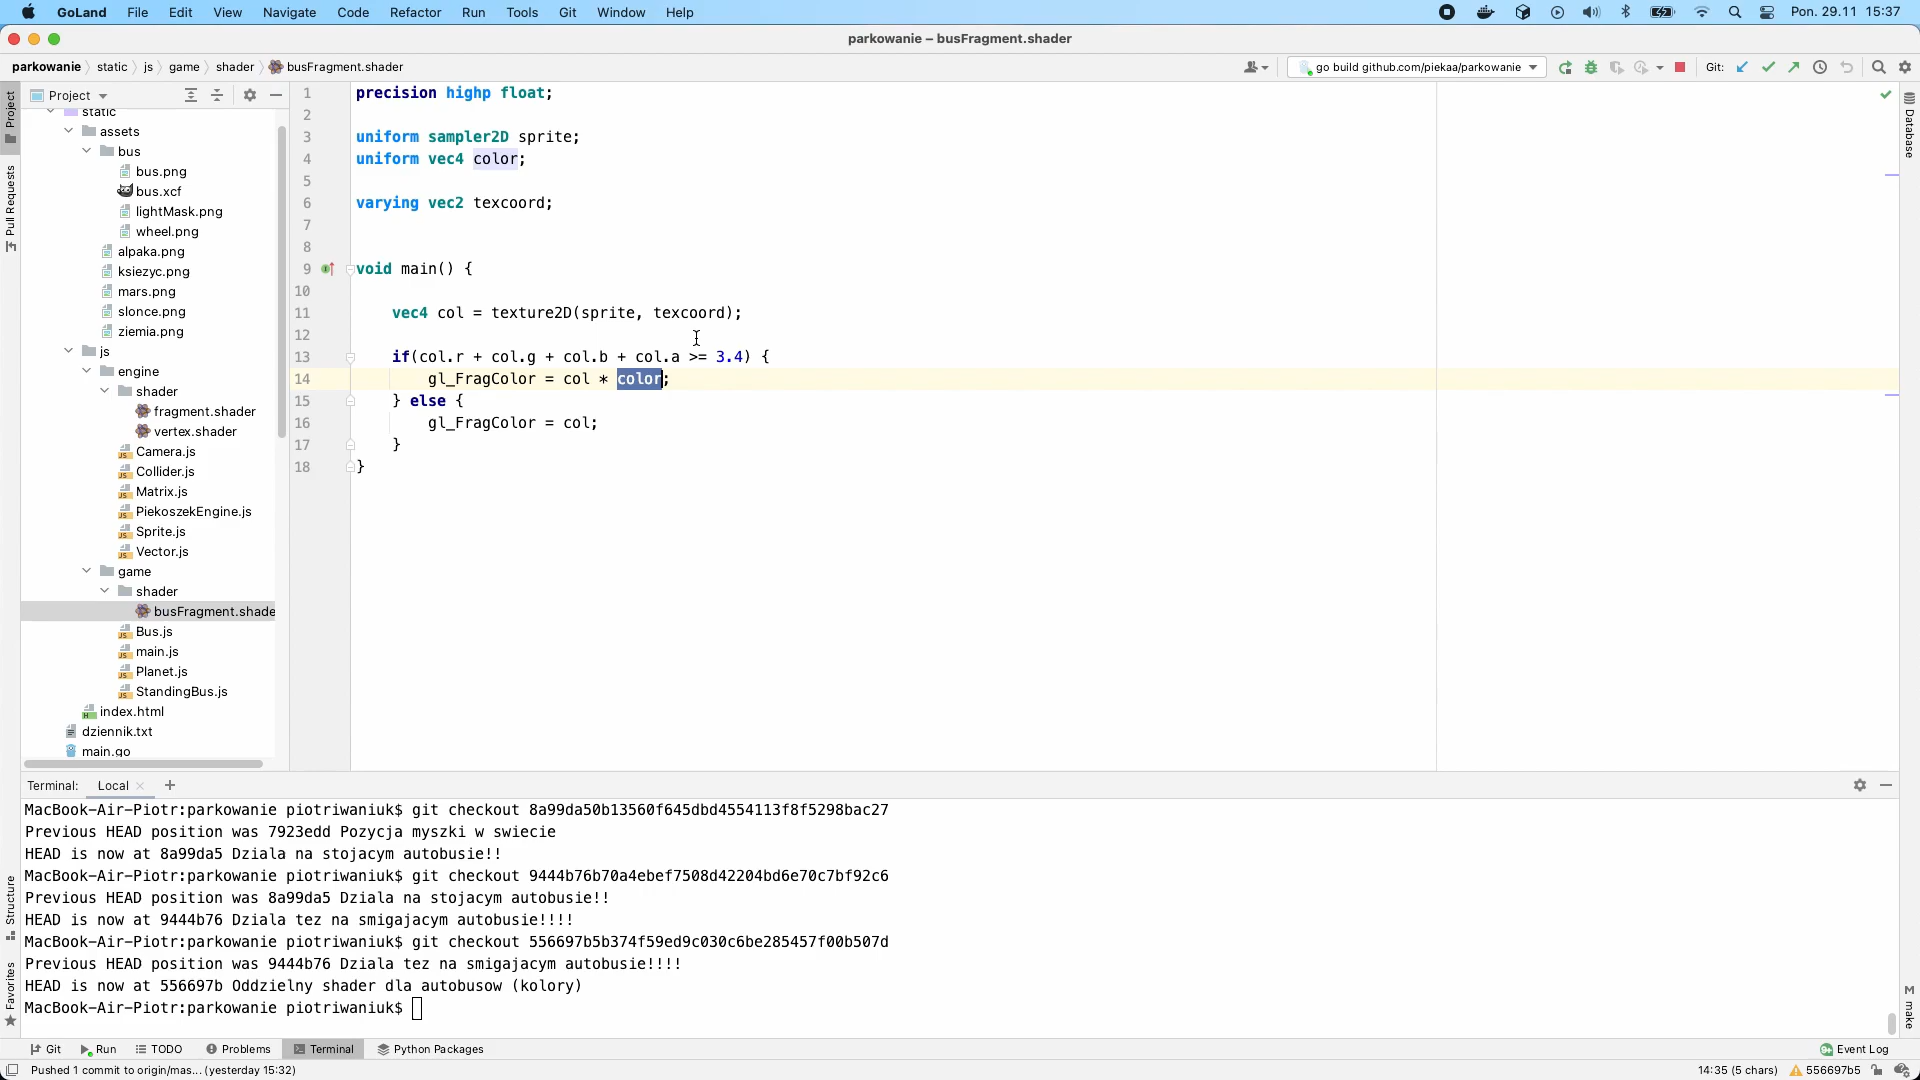 GoLand File Edit View Navigate Code Refactor Run Tools Git Window Help Pon. 29.11 15:37
parkowanie – busFragment.shader
parkowanie static js game shader busFragment.shader go build github.com/piekaa/parkowanie Git:
Project
static
assets
bus
bus.png
bus.xcf
lightMask.png
wheel.png
alpaka.png
ksiezyc.png
mars.png
slonce.png
ziemia.png
js
engine
shader
fragment.shader
vertex.shader
Camera.js
Collider.js
Matrix.js
PiekoszekEngine.js
Sprite.js
Vector.js
game
shader
busFragment.shade
Bus.js
main.js
Planet.js
StandingBus.js
index.html
dziennik.txt
main.go
Project
Pull Requests
Structure
Favorites
1 precision highp float;
2
3 uniform sampler2D sprite;
4 uniform vec4 color;
5
6 varying vec2 texcoord;
7
8
9 void main() {
10
11 vec4 col = texture2D(sprite, texcoord);
12
13 if(col.r + col.g + col.b + col.a >= 3.4) {
14 gl_FragColor = col * color;
15 } else {
16 gl_FragColor = col;
17 }
18 }
Database
make
Terminal: Local +
MacBook-Air-Piotr:parkowanie piotriwaniuk$ git checkout 8a99da50b13560f645dbd4554113f8f5298bac27
Previous HEAD position was 7923edd Pozycja myszki w swiecie
HEAD is now at 8a99da5 Dziala na stojacym autobusie!!
MacBook-Air-Piotr:parkowanie piotriwaniuk$ git checkout 9444b76b70a4ebef7508d42204bd6e70c7bf92c6
Previous HEAD position was 8a99da5 Dziala na stojacym autobusie!!
HEAD is now at 9444b76 Dziala tez na smigajacym autobusie!!!!
MacBook-Air-Piotr:parkowanie piotriwaniuk$ git checkout 556697b5b374f59ed9c030c6be285457f00b507d
Previous HEAD position was 9444b76 Dziala tez na smigajacym autobusie!!!!
HEAD is now at 556697b Oddzielny shader dla autobusow (kolory)
MacBook-Air-Piotr:parkowanie piotriwaniuk$
Git Run TODO Problems Terminal Python Packages Event Log
Pushed 1 commit to origin/mas... (yesterday 15:32) 14:35 (5 chars) 556697b5